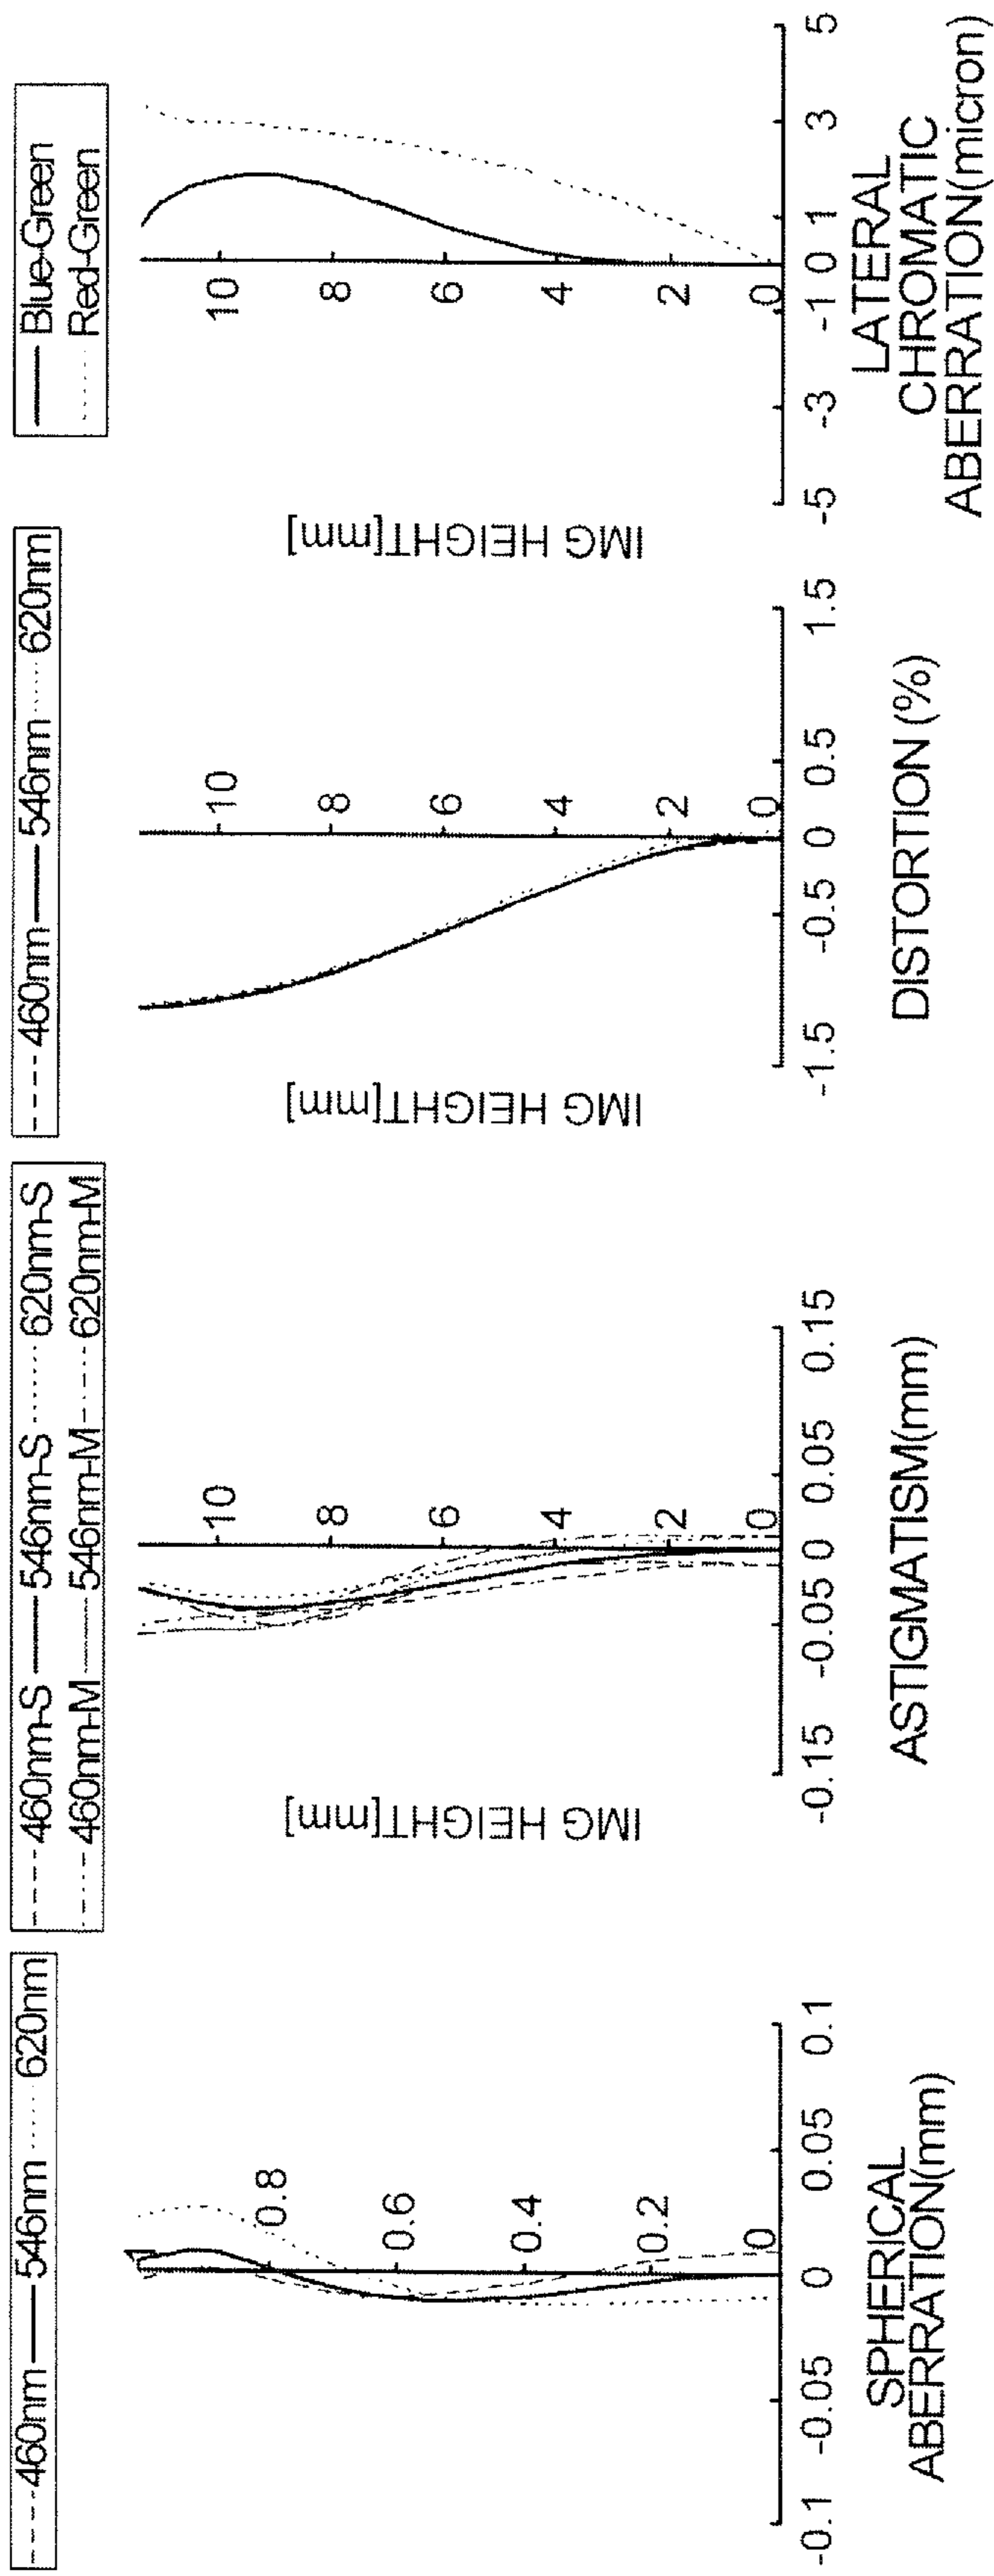 ----460nm——546nm······620nm
1
0.8
0.6
0.4
0.2
0
-0.1 -0.05 0 0.05 0.1
SPHERICAL
ABERRATION(mm)
----460nm-S ——546nm-S ······620nm-S
-·-·-460nm-M ——546nm-M -··-··620nm-M
IMG HEIGHT[mm]
10
8
6
4
2
0
-0.15 -0.05 0 0.05 0.15
ASTIGMATISM(mm)
----460nm——546nm······620nm
IMG HEIGHT[mm]
10
8
6
4
2
0
-1.5 -0.5 0 0.5 1.5
DISTORTION (%)
——Blue-Green
······Red-Green
IMG HEIGHT[mm]
10
8
6
4
2
0
-5 -3 -1 0 1 3 5
LATERAL
CHROMATIC
ABERRATION(micron)